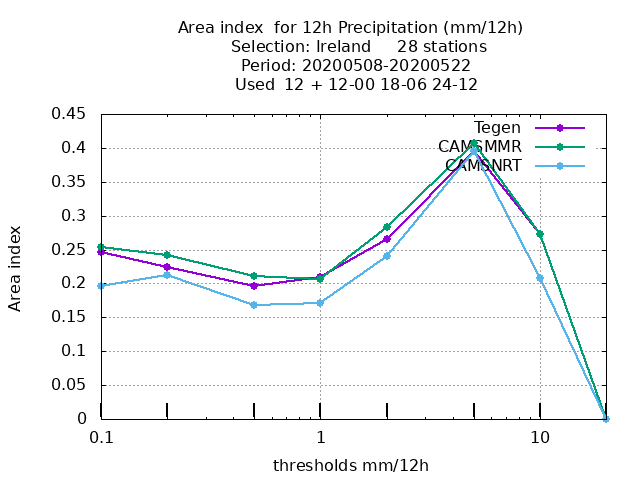 Area index  for 12h Precipitation (mm/12h)
Selection: Ireland     28 stations
Period: 20200508-20200522
Used  12 + 12-00 18-06 24-12
Tegen
CAMSMMR
CAMSNRT
0.45
0.4
0.35
0.3
0.25
0.2
0.15
0.1
0.05
0
Area index
0.1
1
10
thresholds mm/12h